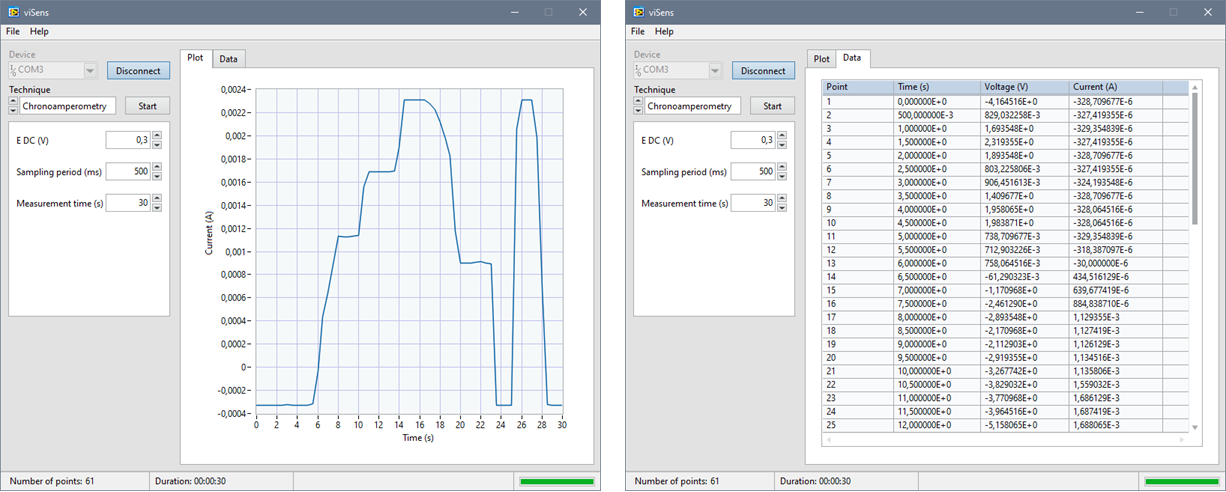 viSens
File Help
Device
COM3
Disconnect
Technique
Chronoamperometry
Start
E DC (V)
0,3
Sampling period (ms)
500
Measurement time (s)
30
Plot
Data
0,0024
0,0022
0,002
0,0018
0,0016
0,0014
0,0012
0,001
0,0008
0,0006
0,0004
0,0002
0
-0,0002
-0,0004
Current (A)
0 2 4 6 8 10 12 14 16 18 20 22 24 26 28 30
Time (s)
Number of points: 61
Duration: 00:00:30
viSens
File Help
Device
COM3
Disconnect
Technique
Chronoamperometry
Start
E DC (V)
0,3
Sampling period (ms)
500
Measurement time (s)
30
Plot
Data
Point Time (s) Voltage (V) Current (A)
1 0,000000E+0 -4,164516E+0 -328,709677E-6
2 500,000000E-3 829,032258E-3 -327,419355E-6
3 1,000000E+0 1,693548E+0 -329,354839E-6
4 1,500000E+0 2,319355E+0 -327,419355E-6
5 2,000000E+0 1,893548E+0 -328,709677E-6
6 2,500000E+0 803,225806E-3 -327,419355E-6
7 3,000000E+0 906,451613E-3 -324,193548E-6
8 3,500000E+0 1,409677E+0 -328,709677E-6
9 4,000000E+0 1,958065E+0 -328,064516E-6
10 4,500000E+0 1,983871E+0 -328,064516E-6
11 5,000000E+0 738,709677E-3 -329,354839E-6
12 5,500000E+0 712,903226E-3 -318,387097E-6
13 6,000000E+0 758,064516E-3 -30,000000E-6
14 6,500000E+0 -61,290323E-3 434,516129E-6
15 7,000000E+0 -1,170968E+0 639,677419E-6
16 7,500000E+0 -2,461290E+0 884,838710E-6
17 8,000000E+0 -2,893548E+0 1,129355E-3
18 8,500000E+0 -2,170968E+0 1,127419E-3
19 9,000000E+0 -2,112903E+0 1,126129E-3
20 9,500000E+0 -2,919355E+0 1,134516E-3
21 10,000000E+0 -3,267742E+0 1,135806E-3
22 10,500000E+0 -3,829032E+0 1,559032E-3
23 11,000000E+0 -3,770968E+0 1,686129E-3
24 11,500000E+0 -3,964516E+0 1,687419E-3
25 12,000000E+0 -5,158065E+0 1,688065E-3
Number of points: 61
Duration: 00:00:30